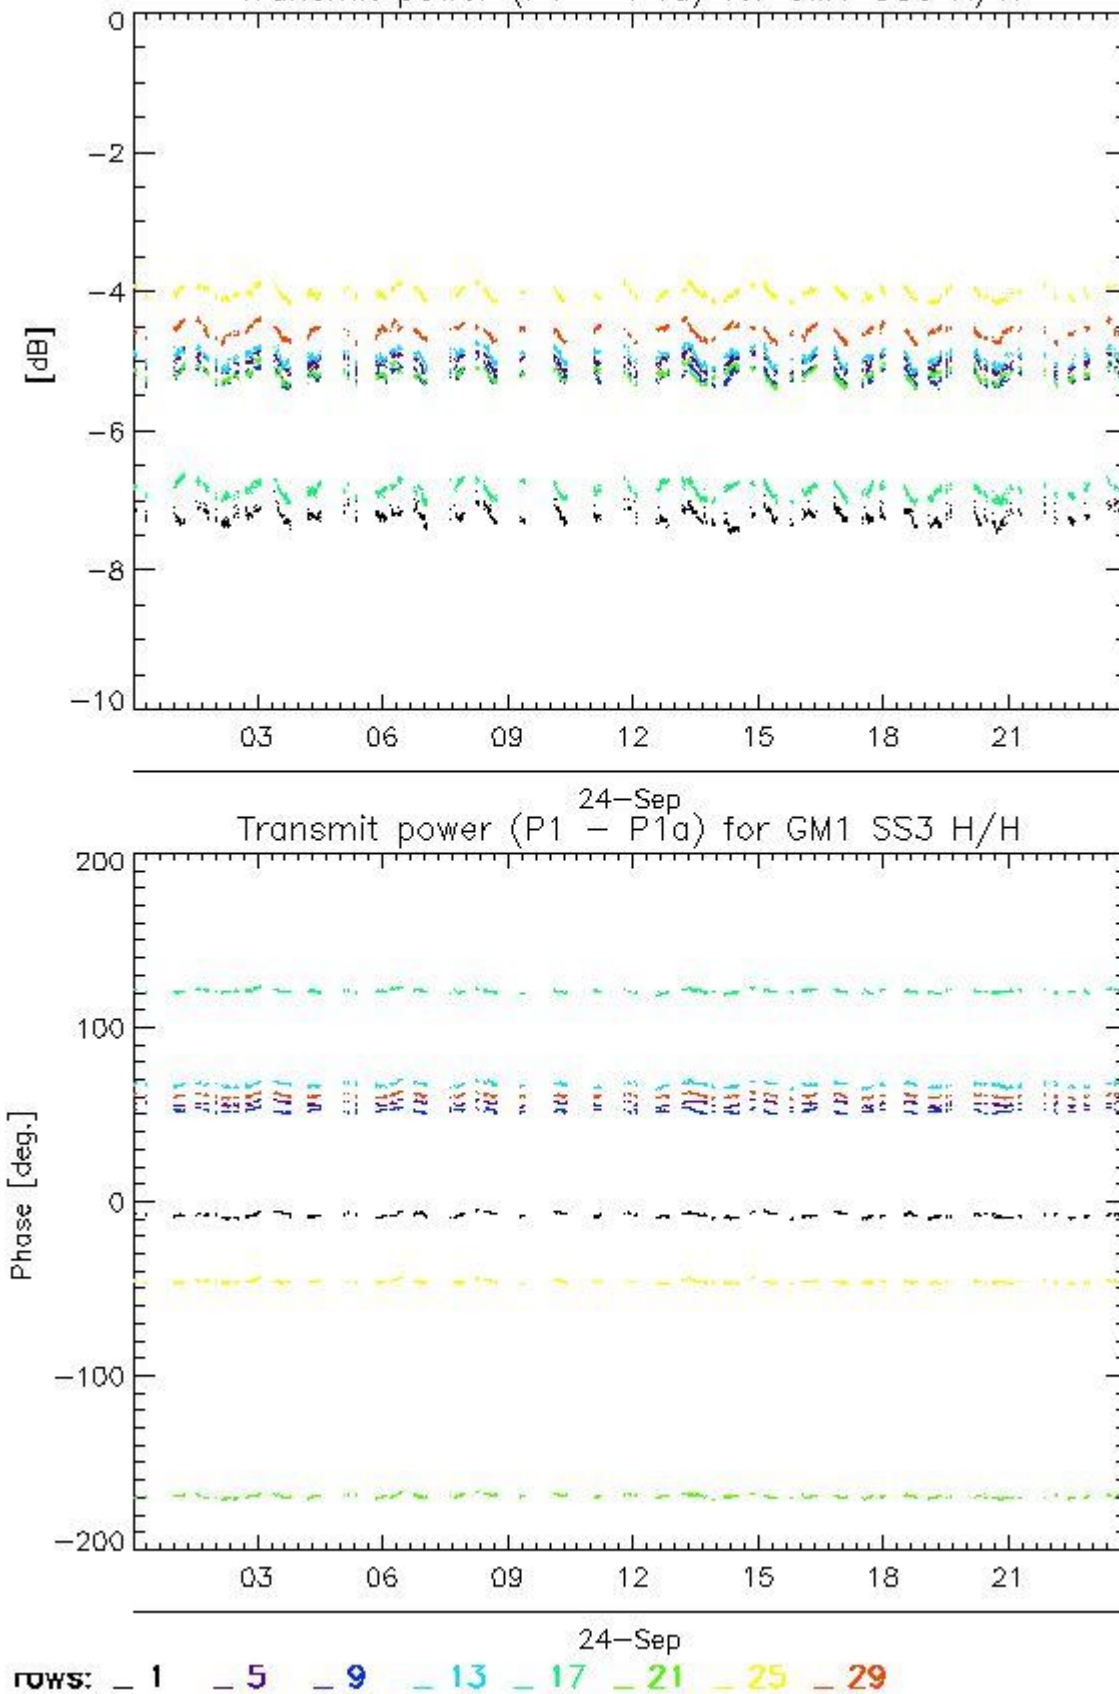 0
-2
-4
-6
-8
-10
[dB]
03 06 09 12 15 18 21
24-Sep
Transmit power (P1 - P1a) for GM1 SS3 H/H
200
100
0
-100
-200
Phase [deg.]
03 06 09 12 15 18 21
24-Sep
rows: _ 1 _ 5 _ 9 _ 13 _ 17 _ 21 _ 25 _ 29